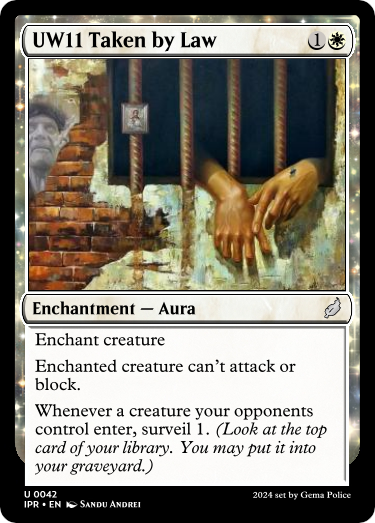 UW11 Taken by Law 1
Enchantment — Aura
Enchant creature
Enchanted creature can't attack or
block.
Whenever a creature your opponents
control enter, surveil 1. (Look at the top
card of your library. You may put it into
your graveyard.)
U 0042
IPR • EN Sandu Andrei
2024 set by Gema Police